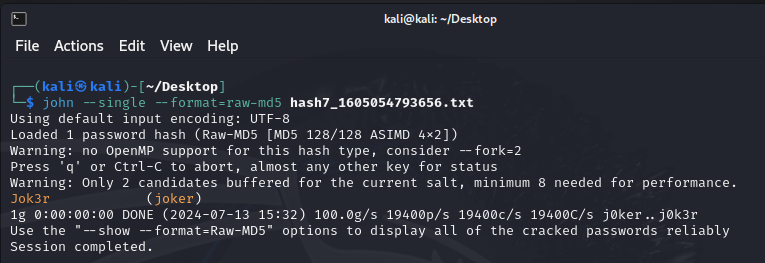 kali@kali: ~/Desktop
File Actions Edit View Help
┌──(kali㉿kali)-[~/Desktop]
└─$ john --single --format=raw-md5 hash7_1605054793656.txt
Using default input encoding: UTF-8
Loaded 1 password hash (Raw-MD5 [MD5 128/128 ASIMD 4×2])
Warning: no OpenMP support for this hash type, consider --fork=2
Press 'q' or Ctrl-C to abort, almost any other key for status
Warning: Only 2 candidates buffered for the current salt, minimum 8 needed for performance.
Jok3r            (joker)
1g 0:00:00:00 DONE (2024-07-13 15:32) 100.0g/s 19400p/s 19400c/s 19400C/s j0ker..j0k3r
Use the "--show --format=Raw-MD5" options to display all of the cracked passwords reliably
Session completed.